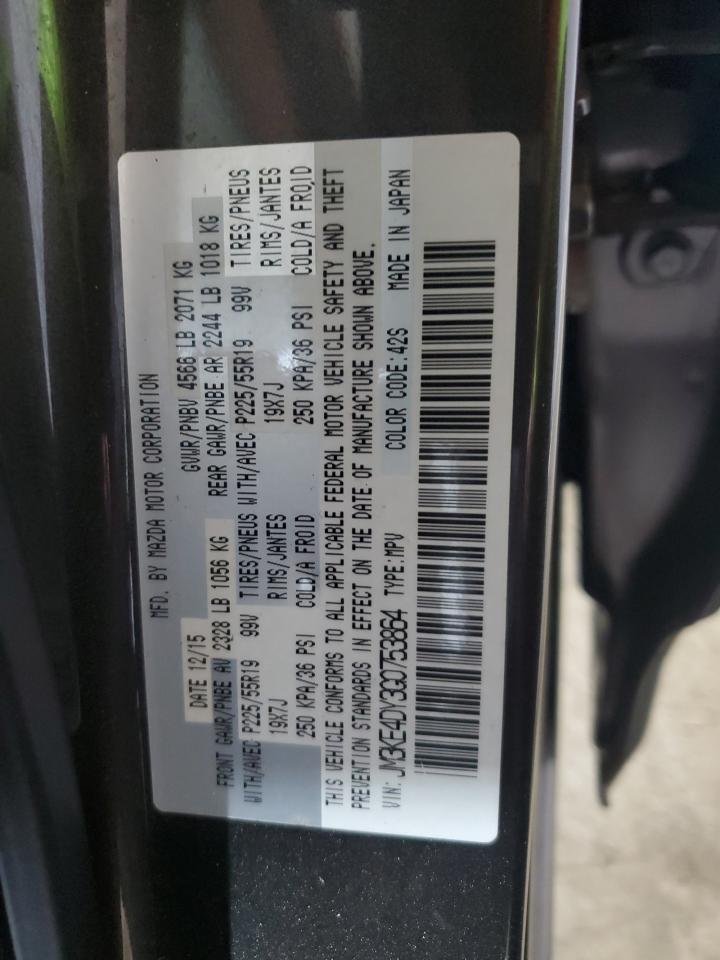 MFD. BY MAZDA MOTOR CORPORATION
DATE 12/15 GVWR/PNBV 4566 LB 2071 KG
FRONT GAWR/PNBE AV 2328 LB 1056 KG REAR GAWR/PNBE AR 2244 LB 1018 KG
WITH/AVEC P225/55R19 99V TIRES/PNEUS WITH/AVEC P225/55R19 99V TIRES/PNEUS
19X7J RIMS/JANTES 19X7J RIMS/JANTES
250 KPA/36 PSI COLD/A FROID 250 KPA/36 PSI COLD/A FROID
THIS VEHICLE CONFORMS TO ALL APPLICABLE FEDERAL MOTOR VEHICLE SAFETY AND THEFT
PREVENTION STANDARDS IN EFFECT ON THE DATE OF MANUFACTURE SHOWN ABOVE.
VIN: JM3KE4DY3G0753864 TYPE:MPV COLOR CODE:42S MADE IN JAPAN